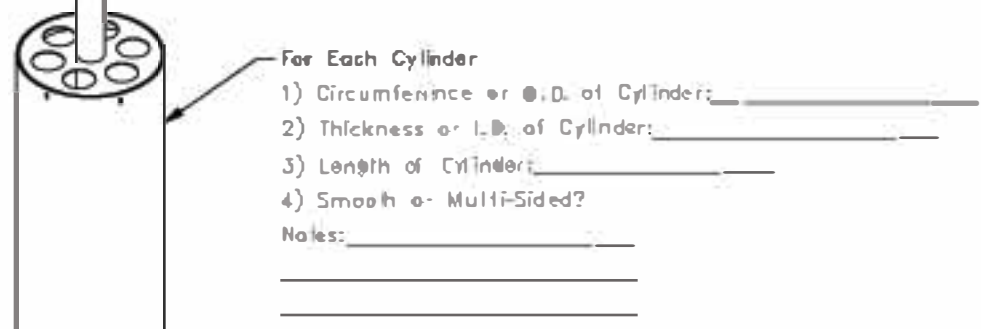 For Each Cylinder
1) Circumference or O.D. of Cylinder:
2) Thickness or I.D. of Cylinder:
3) Length of Cylinder:
4) Smooth or Multi-Sided?
Notes: